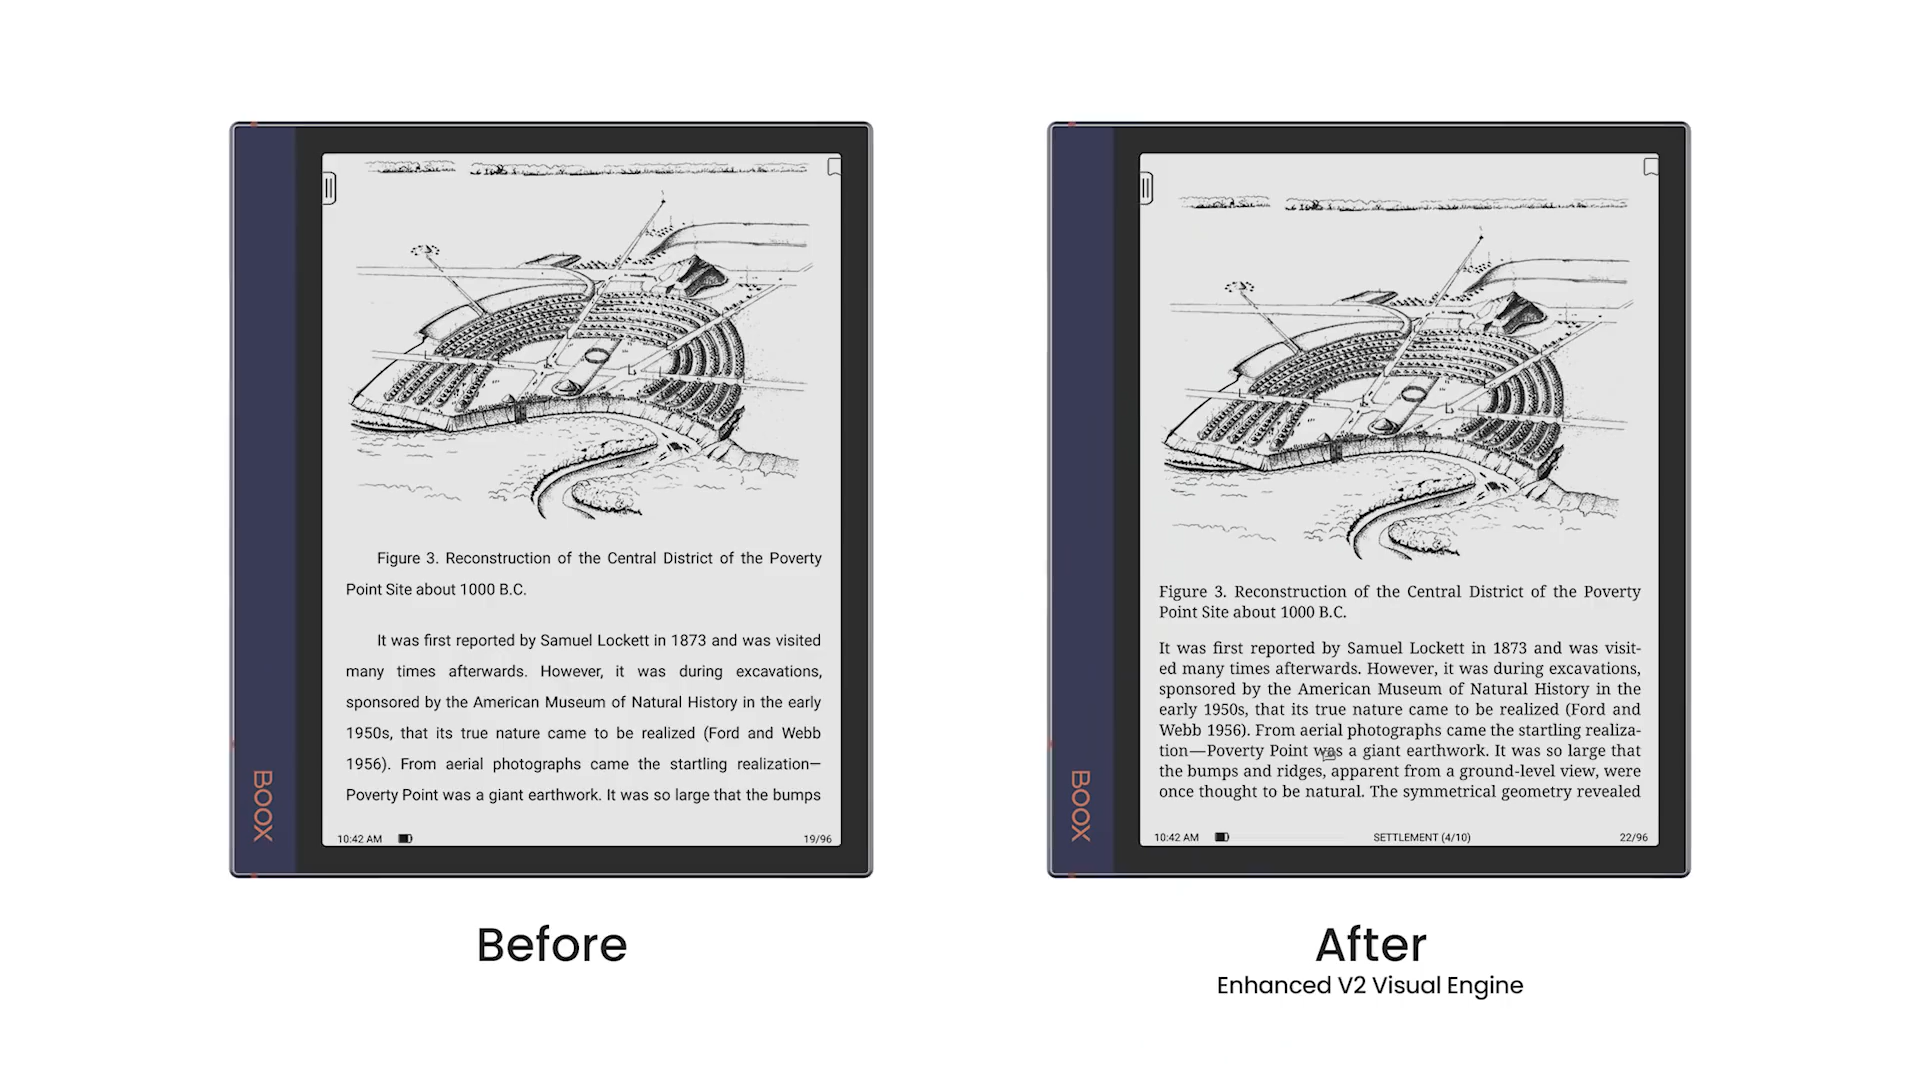 Figure 3. Reconstruction of the Central District of the Poverty
Point Site about 1000 B.C.
It was first reported by Samuel Lockett in 1873 and was visited
many times afterwards. However, it was during excavations,
sponsored by the American Museum of Natural History in the early
1950s, that its true nature came to be realized (Ford and Webb
1956). From aerial photographs came the startling realization—
Poverty Point was a giant earthwork. It was so large that the bumps
10:42 AM
19/96
BOOX
Before
Figure 3. Reconstruction of the Central District of the Poverty
Point Site about 1000 B.C.
It was first reported by Samuel Lockett in 1873 and was visit-
ed many times afterwards. However, it was during excavations,
sponsored by the American Museum of Natural History in the
early 1950s, that its true nature came to be realized (Ford and
Webb 1956). From aerial photographs came the startling realiza-
tion—Poverty Point was a giant earthwork. It was so large that
the bumps and ridges, apparent from a ground-level view, were
once thought to be natural. The symmetrical geometry revealed
10:42 AM
SETTLEMENT (4/10)
22/96
BOOX
After
Enhanced V2 Visual Engine